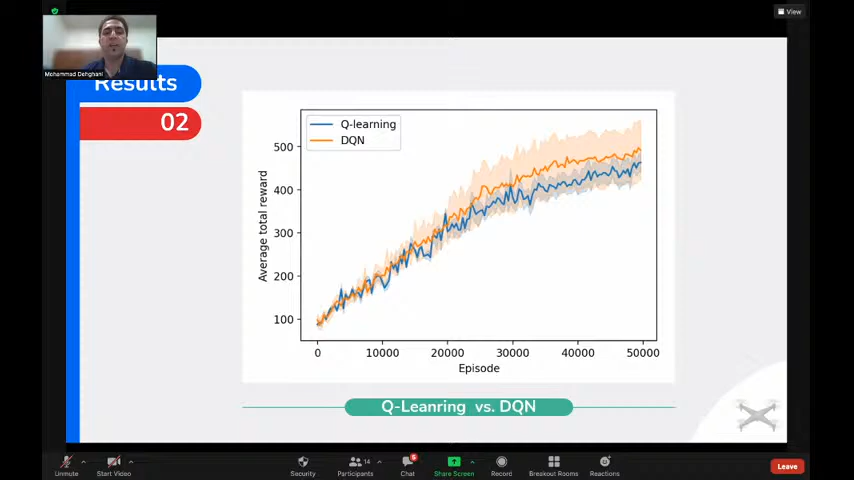 View
Mohammad Dehghani
Results
02
Q-learning
DQN
500
400
300
200
100
Average total reward
0 10000 20000 30000 40000 50000
Episode
Q-Leanring vs. DQN
14
6
Unmute Start Video Security Participants Chat Share Screen Record Breakout Rooms Reactions Leave